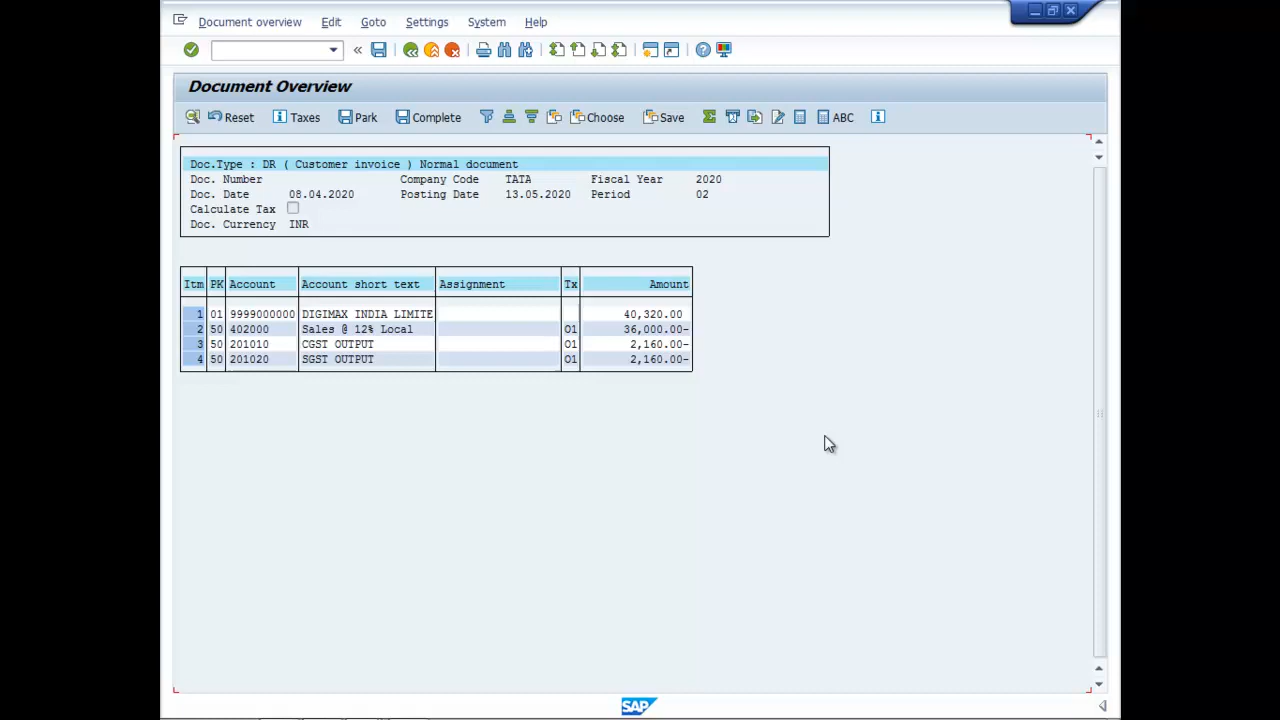 Document overview Edit Goto Settings System Help
Document Overview
Reset Taxes Park Complete Choose Save ABC
Doc.Type : DR ( Customer invoice ) Normal document
Doc. Number Company Code TATA Fiscal Year 2020
Doc. Date 08.04.2020 Posting Date 13.05.2020 Period 02
Calculate Tax
Doc. Currency INR
Itm PK Account Account short text Assignment Tx Amount
1 01 9999000000 DIGIMAX INDIA LIMITE 40,320.00
2 50 402000 Sales @ 12% Local O1 36,000.00-
3 50 201010 CGST OUTPUT O1 2,160.00-
4 50 201020 SGST OUTPUT O1 2,160.00-
SAP